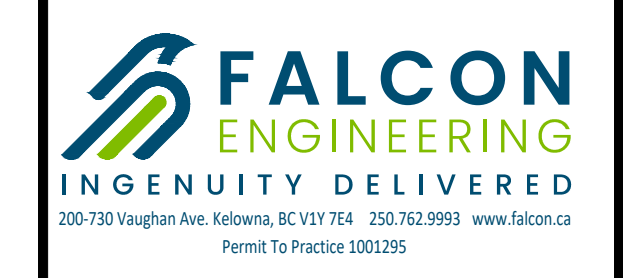 FALCON
ENGINEERING
INGENUITY DELIVERED
200-730 Vaughan Ave. Kelowna, BC V1Y 7E4 250.762.9993 www.falcon.ca
Permit To Practice 1001295